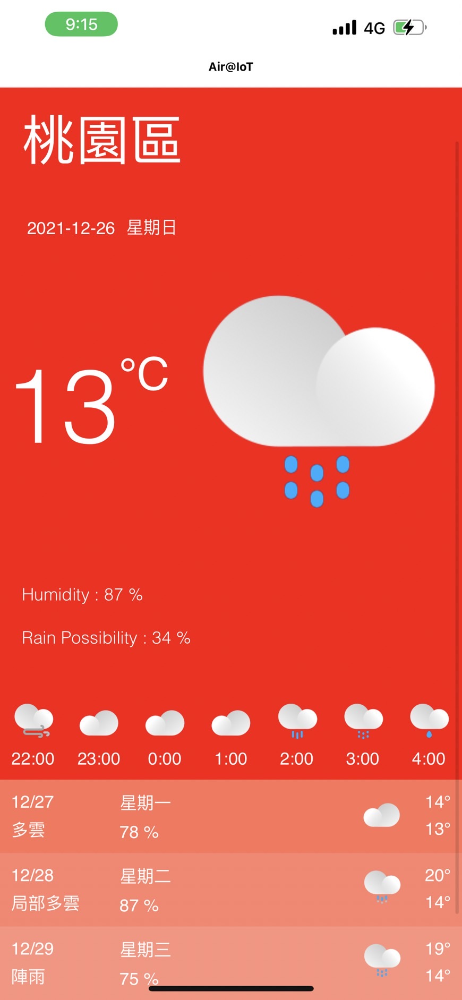 9:15 4G
Air@IoT
桃園區
2021-12-26 星期日
13°C
Humidity : 87 %
Rain Possibility : 34 %
22:00 23:00 0:00 1:00 2:00 3:00 4:00
12/27 星期一 14°
多雲 78 % 13°
12/28 星期二 20°
局部多雲 87 % 14°
12/29 星期三 19°
陣雨 75 % 14°